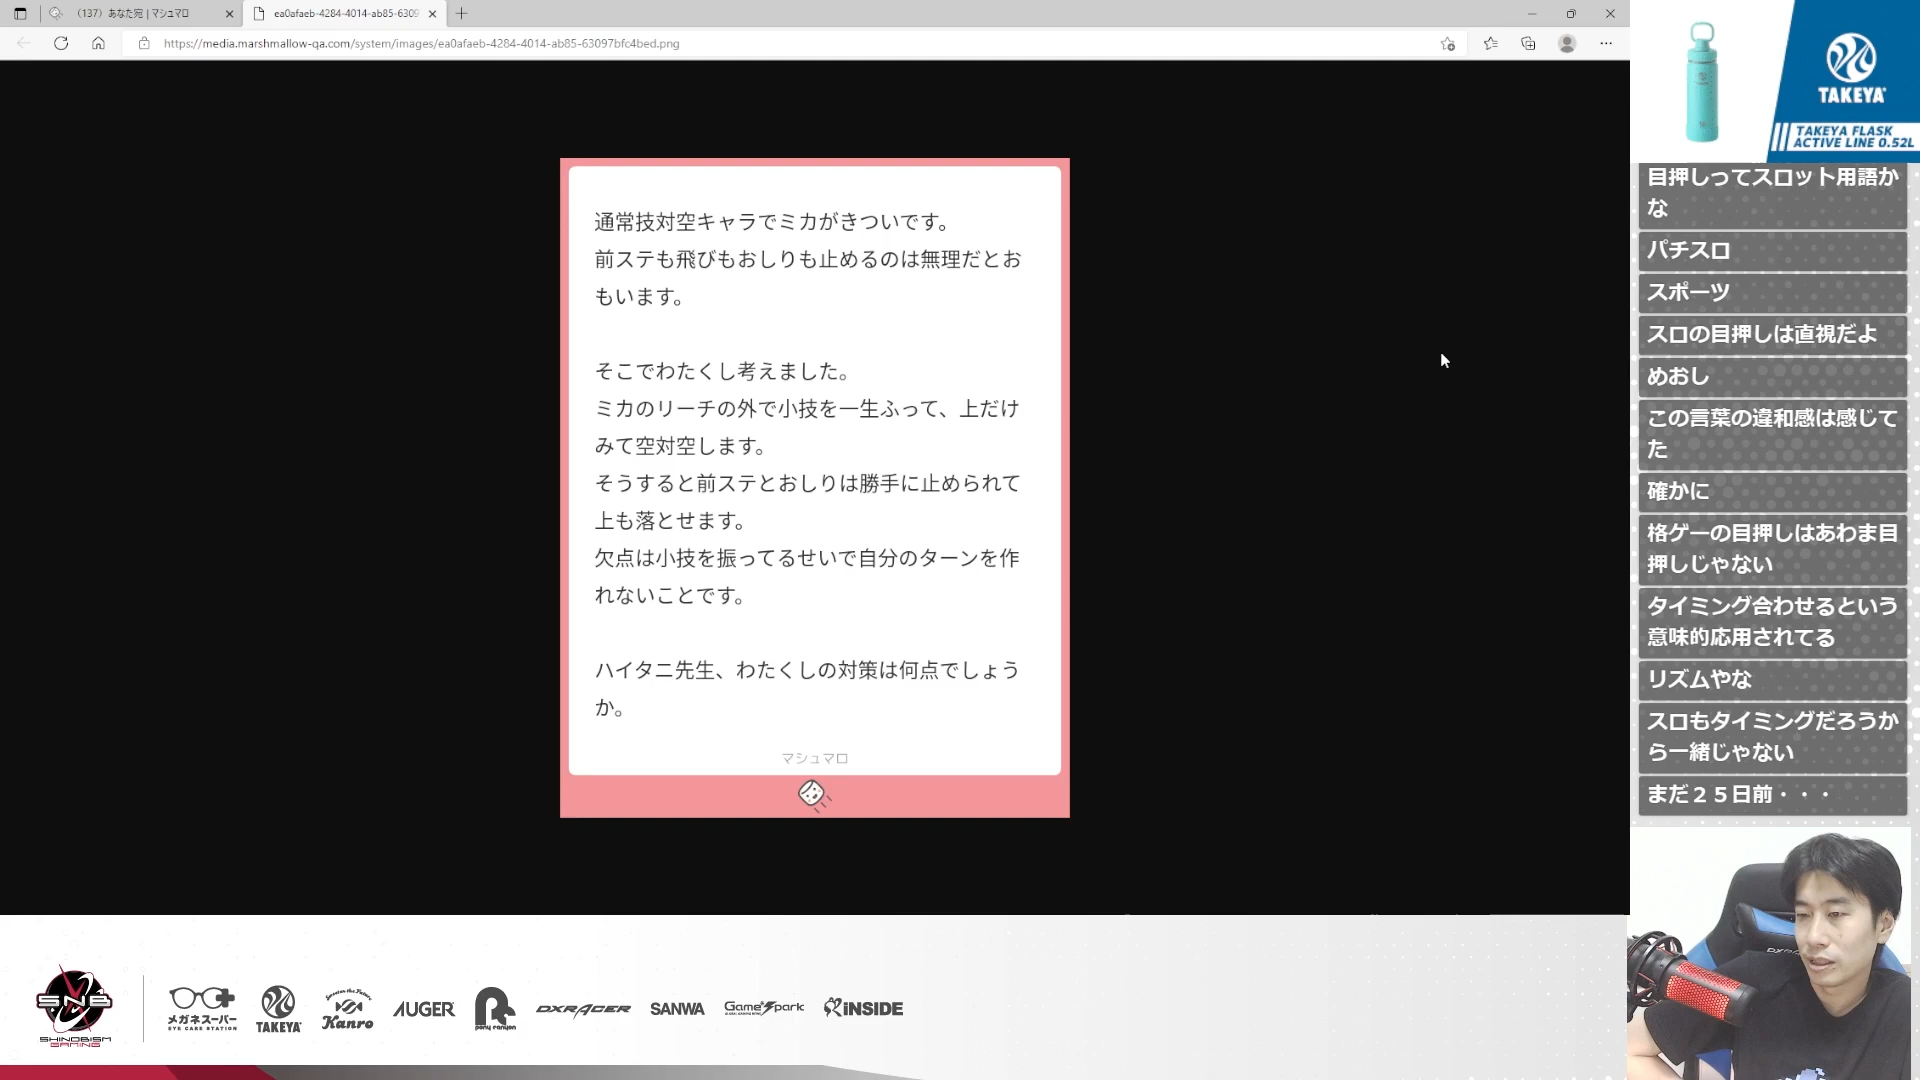 （137）あなた宛 | マシュマロ
ea0afaeb-4284-4014-ab85-6309
https://media.marshmallow-qa.com/system/images/ea0afaeb-4284-4014-ab85-63097bfc4bed.png
通常技対空キャラでミカがきついです。
前ステも飛びもおしりも止めるのは無理だとお
もいます。
そこでわたくし考えました。
ミカのリーチの外で小技を一生ふって、上だけ
みて空対空します。
そうすると前ステとおしりは勝手に止められて
上も落とせます。
欠点は小技を振ってるせいで自分のターンを作
れないことです。
ハイタニ先生、わたくしの対策は何点でしょう
か。
マシュマロ
TAKEYA
TAKEYA FLASK
ACTIVE LINE 0.52L
目押しってスロット用語か
な
パチスロ
スポーツ
スロの目押しは直視だよ
めおし
この言葉の違和感は感じて
た
確かに
格ゲーの目押しはあわま目
押しじゃない
タイミング合わせるという
意味的応用されてる
リズムやな
スロもタイミングだろうか
ら一緒じゃない
まだ２５日前・・・
SNB
SHINOBISM
GAMING
メガネスーパー
EYE CARE STATION
TAKEYA
Sweeten the Future
Kanro
AUGER
pony canyon
DXRACER
SANWA
Game*Spark
iNSIDE